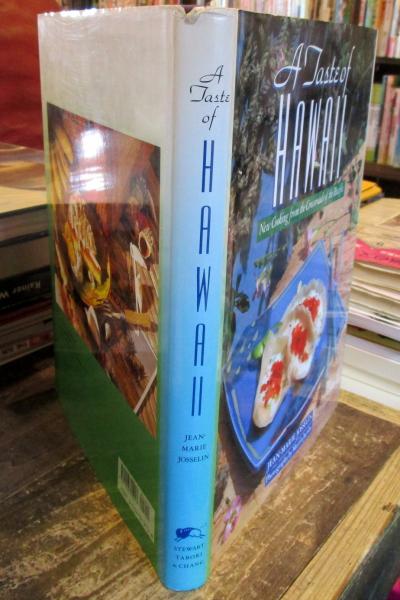 A
Taste
of
HAWAII
JEAN-
MARIE
JOSSELIN
STEWART
TABORI
& CHANG
A Taste of
HAWAII
New Cooking from the Crossroads of the Pacific
JEAN-MARIE JOSSELIN
Rainer W